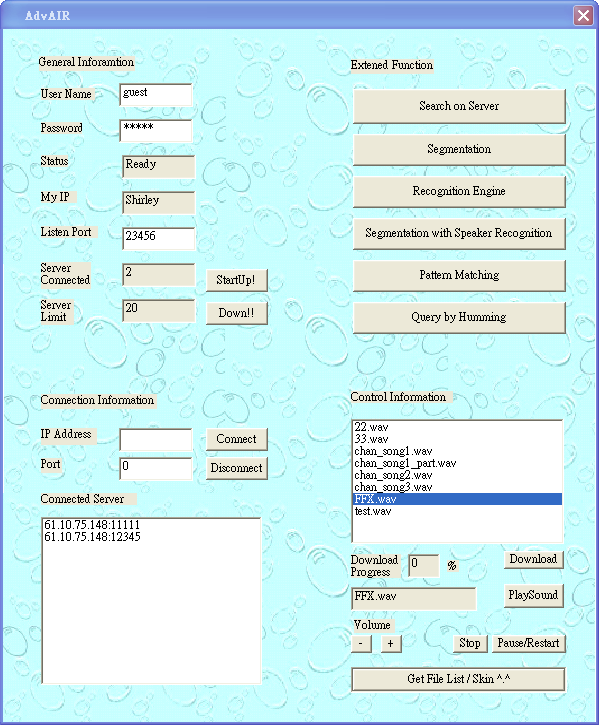 AdvAIR
General Inforamtion
User Name
guest
Password
*****
Status
Ready
My IP
Shirley
Listen Port
23456
Server
Connected
2
StartUp!
Server
Limit
20
Down!!
Extened Function
Search on Server
Segmentation
Recognition Engine
Segmentation with Speaker Recognition
Pattern Matching
Query by Humming
Connection Information
IP Address
Connect
Port
0
Disconnect
Connected Server
61.10.75.148:11111
61.10.75.148:12345
Control Information
22.wav
33.wav
chan_song1.wav
chan_song1_part.wav
chan_song2.wav
chan_song3.wav
FFX.wav
test.wav
Download
Progress
0
%
Download
FFX.wav
PlaySound
Volume
-
+
Stop
Pause/Restart
Get File List / Skin ^.^